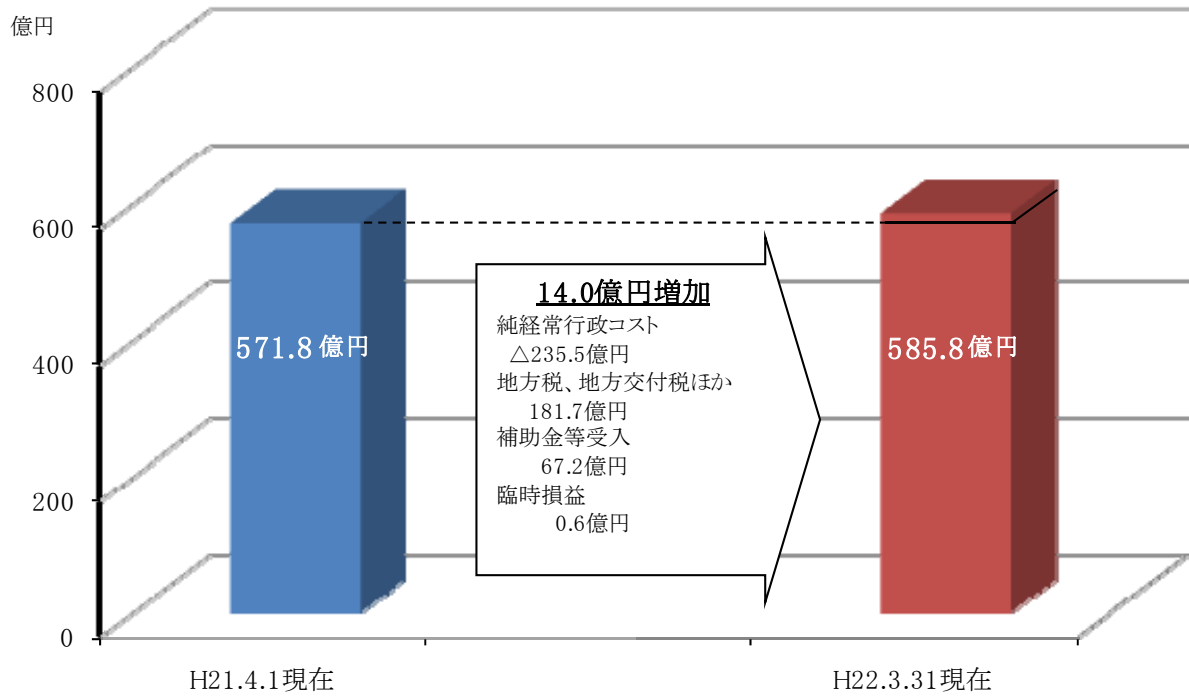 億円
800
600
400
200
0
571.8億円
14.0億円増加
純経常行政コスト
△235.5億円
地方税、地方交付税ほか
181.7億円
補助金等受入
67.2億円
臨時損益
0.6億円
585.8億円
H21.4.1現在
H22.3.31現在